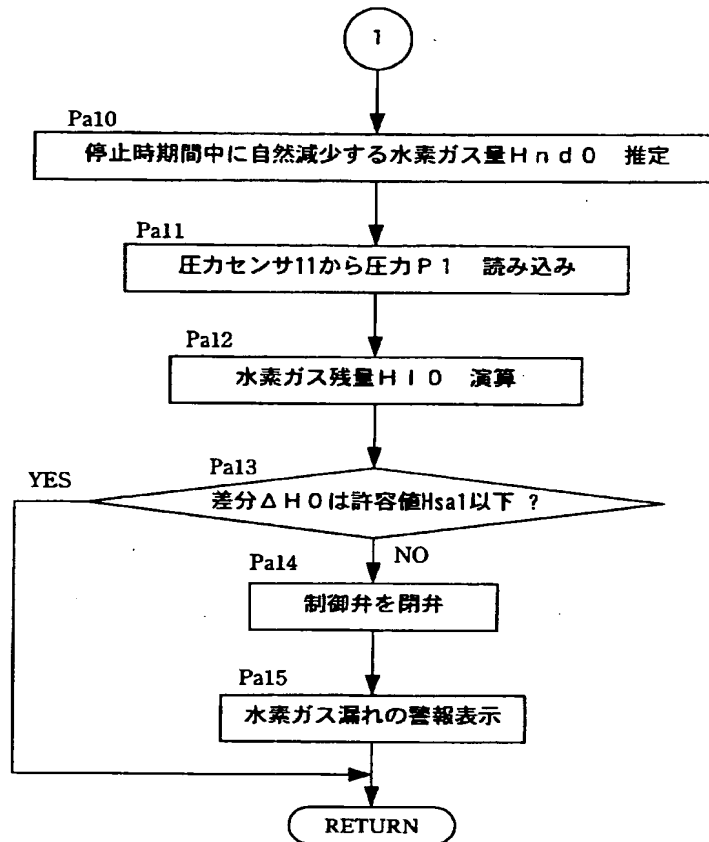 1
Pa10
停止時期間中に自然減少する水素ガス量Hnd0 推定
Pa11
圧力センサ11から圧力P1 読み込み
Pa12
水素ガス残量Hl0 演算
Pa13
YES
差分ΔH0は許容値Hsa1以下 ?
NO
Pa14
制御弁を閉弁
Pa15
水素ガス漏れの警報表示
RETURN